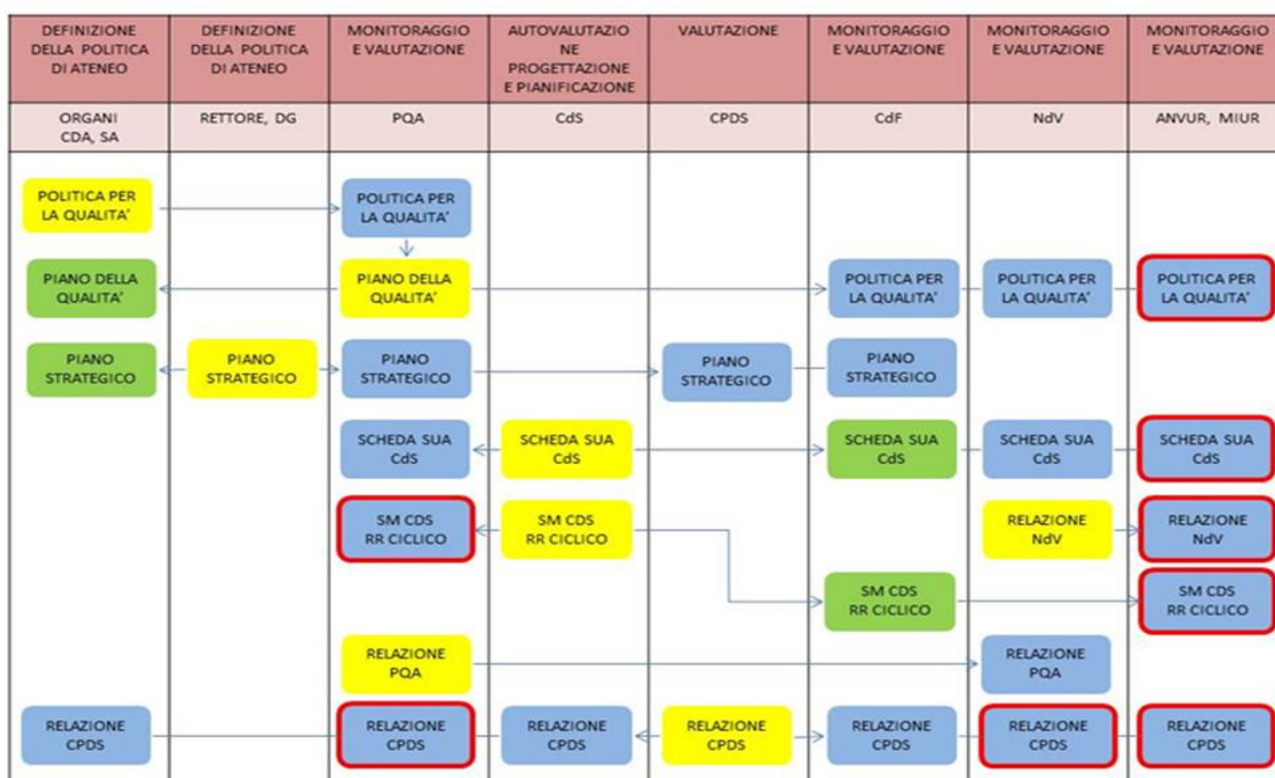 DEFINIZIONE
DELLA POLITICA
DI ATENEO
DEFINIZIONE
DELLA POLITICA
DI ATENEO
MONITORAGGIO
E VALUTAZIONE
AUTOVALUTAZIO
NE
PROGETTAZIONE
E PIANIFICAZIONE
VALUTAZIONE
MONITORAGGIO
E VALUTAZIONE
MONITORAGGIO
E VALUTAZIONE
MONITORAGGIO
E VALUTAZIONE
ORGANI
CDA, SA
RETTORE, DG
PQA
CdS
CPDS
CdF
NdV
ANVUR, MIUR
POLITICA PER
LA QUALITA'
POLITICA PER
LA QUALITA'
PIANO DELLA
QUALITA'
PIANO DELLA
QUALITA'
POLITICA PER
LA QUALITA'
POLITICA PER
LA QUALITA'
POLITICA PER
LA QUALITA'
PIANO
STRATEGICO
PIANO
STRATEGICO
PIANO
STRATEGICO
PIANO
STRATEGICO
PIANO
STRATEGICO
SCHEDA SUA
CdS
SCHEDA SUA
CdS
SCHEDA SUA
CdS
SCHEDA SUA
CdS
SCHEDA SUA
CdS
SM CDS
RR CICLICO
SM CDS
RR CICLICO
RELAZIONE
NdV
RELAZIONE
NdV
SM CDS
RR CICLICO
SM CDS
RR CICLICO
RELAZIONE
PQA
RELAZIONE
PQA
RELAZIONE
CPDS
RELAZIONE
CPDS
RELAZIONE
CPDS
RELAZIONE
CPDS
RELAZIONE
CPDS
RELAZIONE
CPDS
RELAZIONE
CPDS